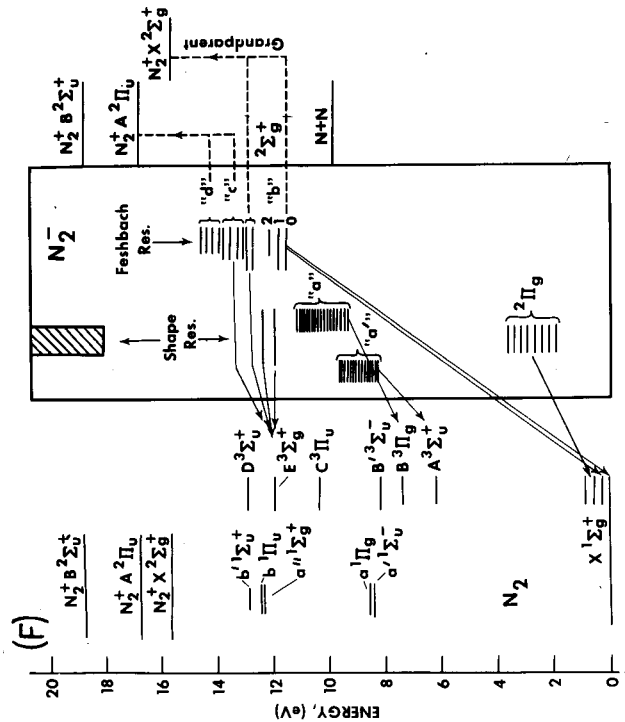 (F)
ENERGY, (eV)
20
18
16
14
12
10
8
6
4
2
0
N₂⁺ B ²Σᵤ⁺
N₂⁺ A ²Πᵤ
N₂⁺ X ²Σg⁺
b′ ¹Σᵤ⁺
b ¹Πᵤ
a″ ¹Σg⁺
a ¹Πg
a′ ¹Σᵤ⁻
N₂
D ³Σᵤ⁺
E ³Σg⁺
C ³Πᵤ
B′ ³Σᵤ⁻
B ³Πg
A ³Σᵤ⁺
X ¹Σg⁺
N₂⁻
Shape
Res.
Feshbach
Res.
"d"
"c"
"b"
2
1
0
²Σg⁺
"a"
"a′"
²Πg
N₂⁺ B ²Σᵤ⁺
N₂⁺ A ²Πᵤ
N₂⁺ X ²Σg⁺
Grandparent
N+N